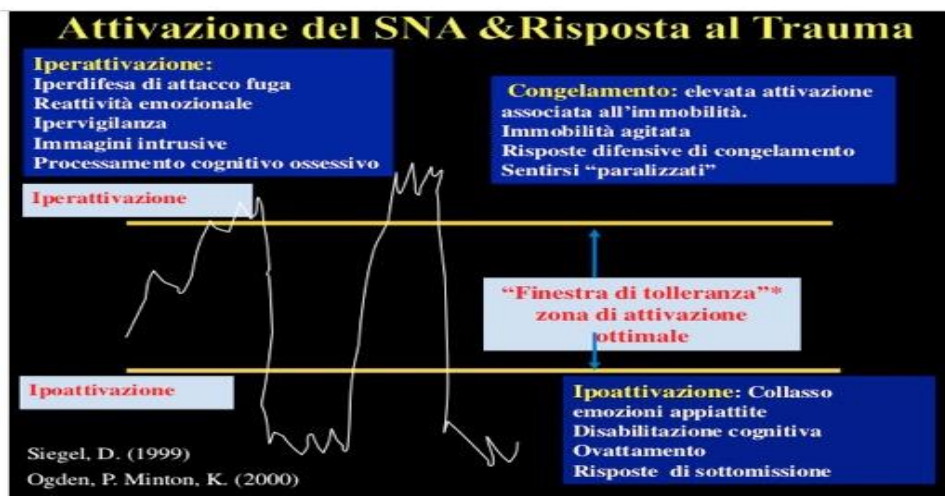 Attivazione del SNA &Risposta al Trauma
Iperattivazione:
Iperdifesa di attacco fuga
Reattività emozionale
Ipervigilanza
Immagini intrusive
Processamento cognitivo ossessivo
Congelamento: elevata attivazione
associata all'immobilità.
Immobilità agitata
Risposte difensive di congelamento
Sentirsi “paralizzati”
Iperattivazione
“Finestra di tolleranza”*
zona di attivazione
ottimale
Ipoattivazione
Ipoattivazione: Collasso
emozioni appiattite
Disabilitazione cognitiva
Ovattamento
Risposte di sottomissione
Siegel, D. (1999)
Ogden, P. Minton, K. (2000)